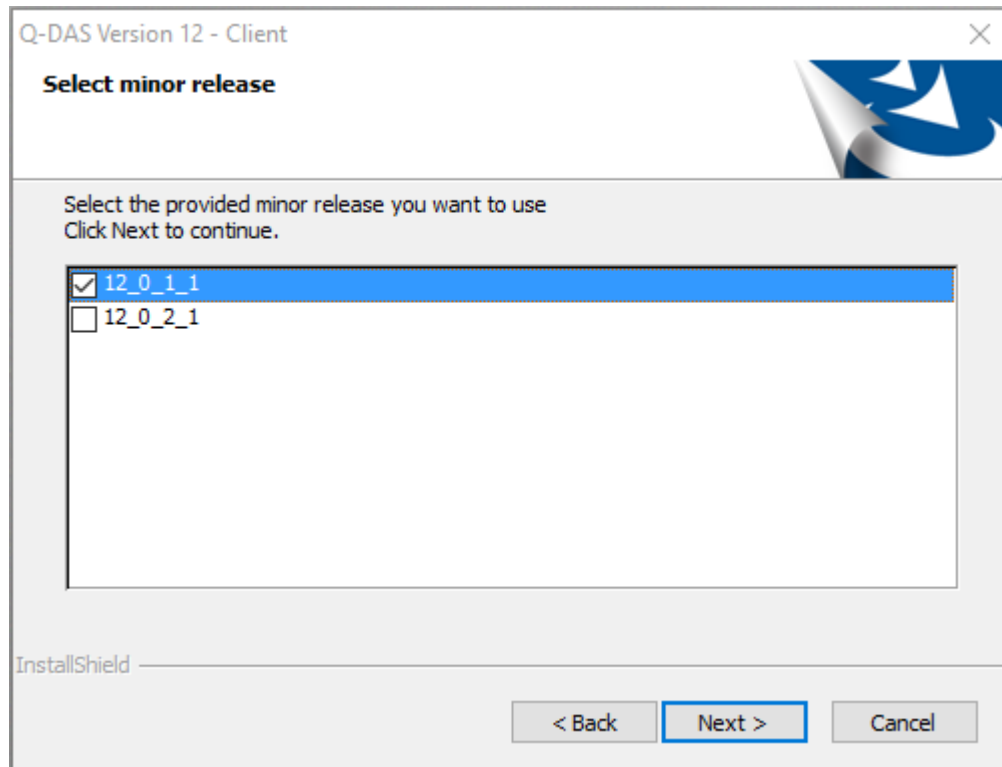 Q-DAS Version 12 - Client
Select minor release
Select the provided minor release you want to use
Click Next to continue.
12_0_1_1
12_0_2_1
InstallShield
< Back
Next >
Cancel